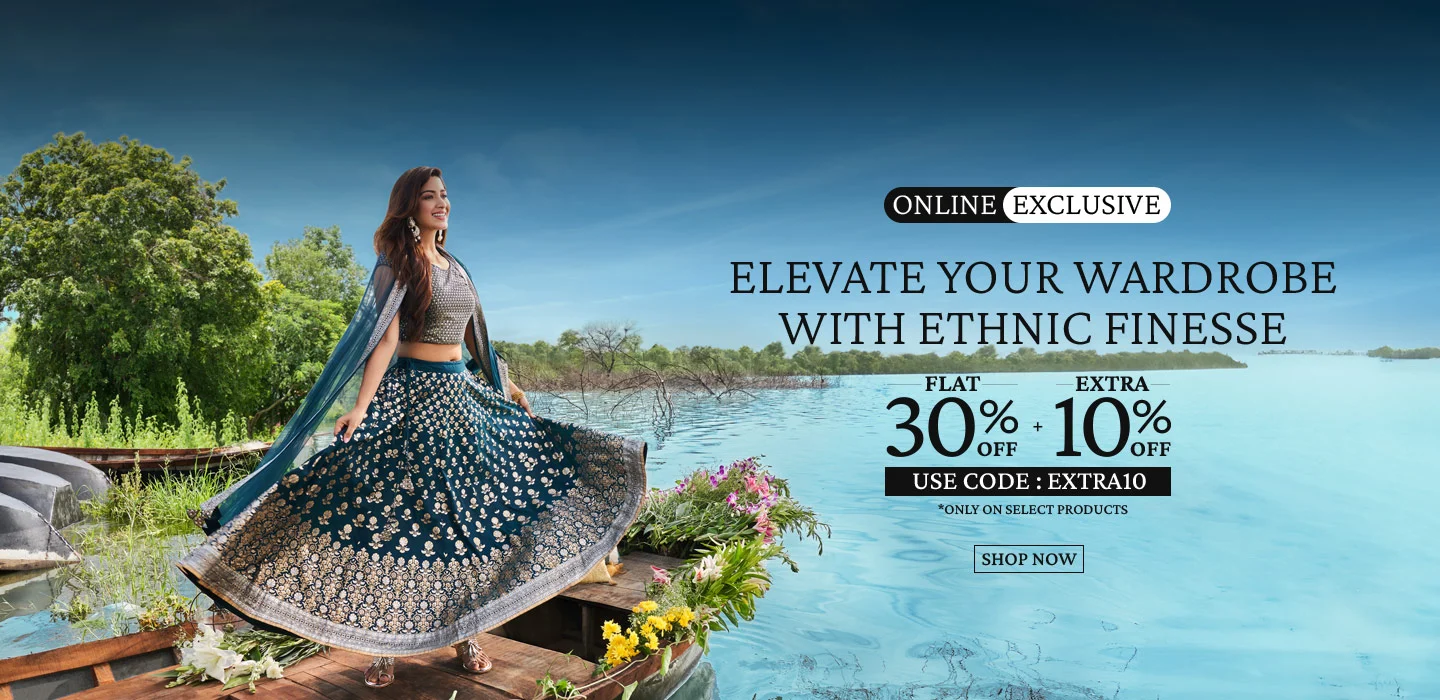 ONLINE EXCLUSIVE
ELEVATE YOUR WARDROBE
WITH ETHNIC FINESSE
FLAT
30% OFF
+
EXTRA
10% OFF
USE CODE : EXTRA10
*ONLY ON SELECT PRODUCTS
SHOP NOW